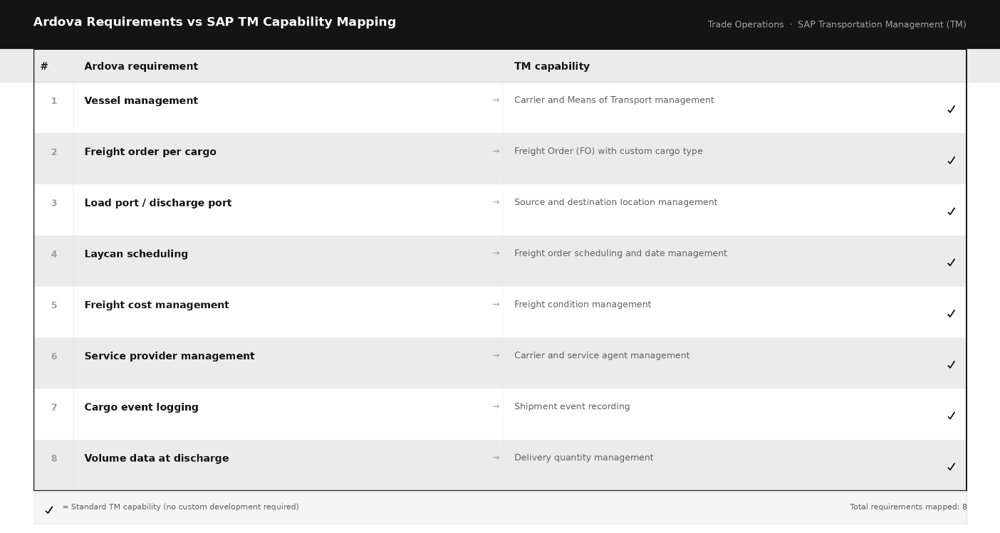 Ardova Requirements vs SAP TM Capability Mapping
Trade Operations · SAP Transportation Management (TM)
# Ardova requirement TM capability
1 Vessel management → Carrier and Means of Transport management ✓
2 Freight order per cargo → Freight Order (FO) with custom cargo type ✓
3 Load port / discharge port → Source and destination location management ✓
4 Laycan scheduling → Freight order scheduling and date management ✓
5 Freight cost management → Freight condition management ✓
6 Service provider management → Carrier and service agent management ✓
7 Cargo event logging → Shipment event recording ✓
8 Volume data at discharge → Delivery quantity management ✓
✓ = Standard TM capability (no custom development required)
Total requirements mapped: 8